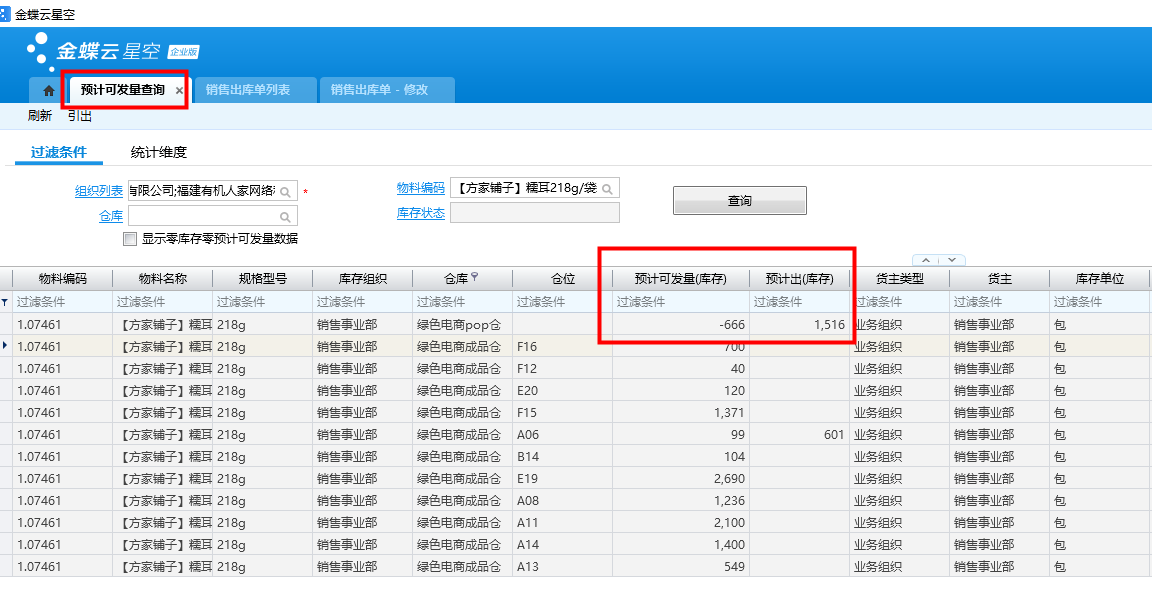 金蝶云星空
金蝶云 星空 企业版
预计可发量查询 × 销售出库单列表 销售出库单 - 修改
刷新 引出
过滤条件 统计维度
组织列表 有限公司;福建有机人家网络 * 物料编码 【方家铺子】糯耳218g/袋 查询
仓库 库存状态
显示零库存零预计可发量数据
物料编码 物料名称 规格型号 库存组织 仓库 仓位 预计可发量(库存) 预计出(库存) 货主类型 货主 库存单位
过滤条件 过滤条件 过滤条件 过滤条件 过滤条件 过滤条件 过滤条件 过滤条件 过滤条件 过滤条件 过滤条件
1.07461 【方家铺子】糯耳 218g 销售事业部 绿色电商pop仓 -666 1,516 业务组织 销售事业部 包
1.07461 【方家铺子】糯耳 218g 销售事业部 绿色电商成品仓 F16 700 业务组织 销售事业部 包
1.07461 【方家铺子】糯耳 218g 销售事业部 绿色电商成品仓 F12 40 业务组织 销售事业部 包
1.07461 【方家铺子】糯耳 218g 销售事业部 绿色电商成品仓 E20 120 业务组织 销售事业部 包
1.07461 【方家铺子】糯耳 218g 销售事业部 绿色电商成品仓 F15 1,371 业务组织 销售事业部 包
1.07461 【方家铺子】糯耳 218g 销售事业部 绿色电商成品仓 A06 99 601 业务组织 销售事业部 包
1.07461 【方家铺子】糯耳 218g 销售事业部 绿色电商成品仓 B14 104 业务组织 销售事业部 包
1.07461 【方家铺子】糯耳 218g 销售事业部 绿色电商成品仓 E19 2,690 业务组织 销售事业部 包
1.07461 【方家铺子】糯耳 218g 销售事业部 绿色电商成品仓 A08 1,236 业务组织 销售事业部 包
1.07461 【方家铺子】糯耳 218g 销售事业部 绿色电商成品仓 A11 2,100 业务组织 销售事业部 包
1.07461 【方家铺子】糯耳 218g 销售事业部 绿色电商成品仓 A14 1,400 业务组织 销售事业部 包
1.07461 【方家铺子】糯耳 218g 销售事业部 绿色电商成品仓 A13 549 业务组织 销售事业部 包